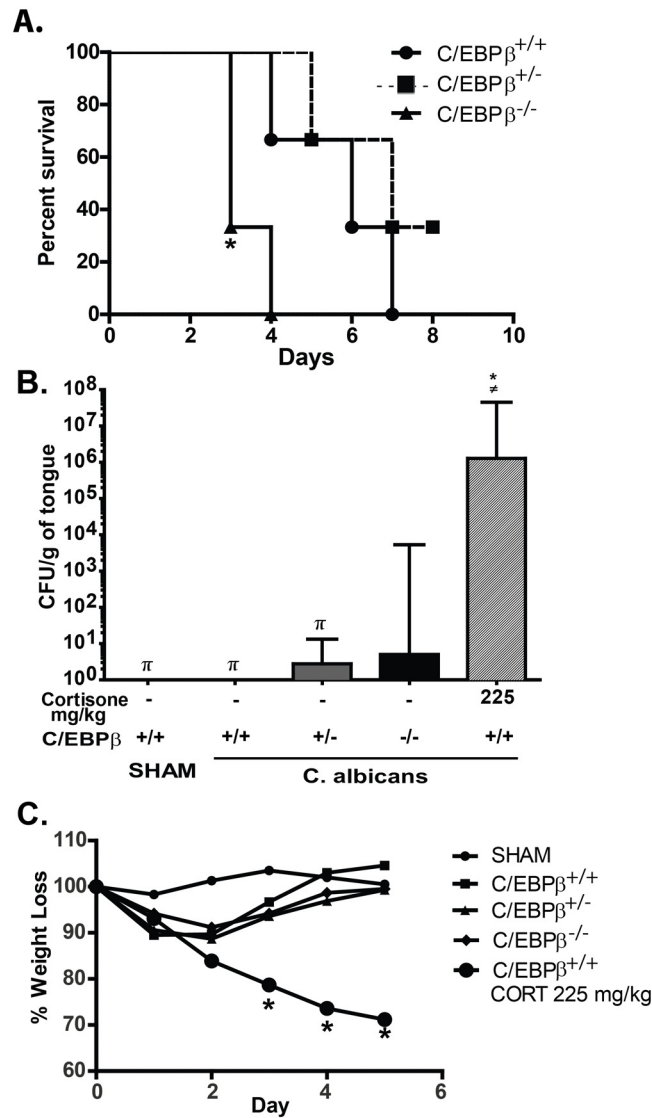 A.
Percent survival
100
80
60
40
20
0
*
0 2 4 6 8 10
Days
C/EBPβ+/+
C/EBPβ+/-
C/EBPβ-/-
B.
CFU/g of tongue
10⁸
10⁷
10⁶
10⁵
10⁴
10³
10²
10¹
10⁰
π π π * ≠
Cortisone mg/kg - - - - 225
C/EBPβ +/+ +/+ +/- -/- +/+
SHAM C. albicans
C.
% Weight Loss
110
100
90
80
70
60
* * *
0 2 4 6
Day
SHAM
C/EBPβ+/+
C/EBPβ+/-
C/EBPβ-/-
C/EBPβ+/+
CORT 225 mg/kg